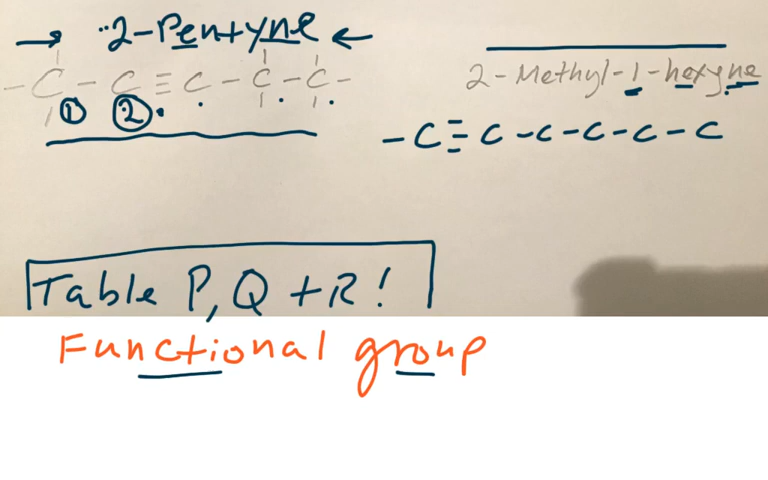 → 2-Pentyne ←
- C - C ≡ C - C - C -
① ②
2-Methyl-1-hexyne
- C ≡ C - C - C - C - C
Table P, Q + R!
Functional group